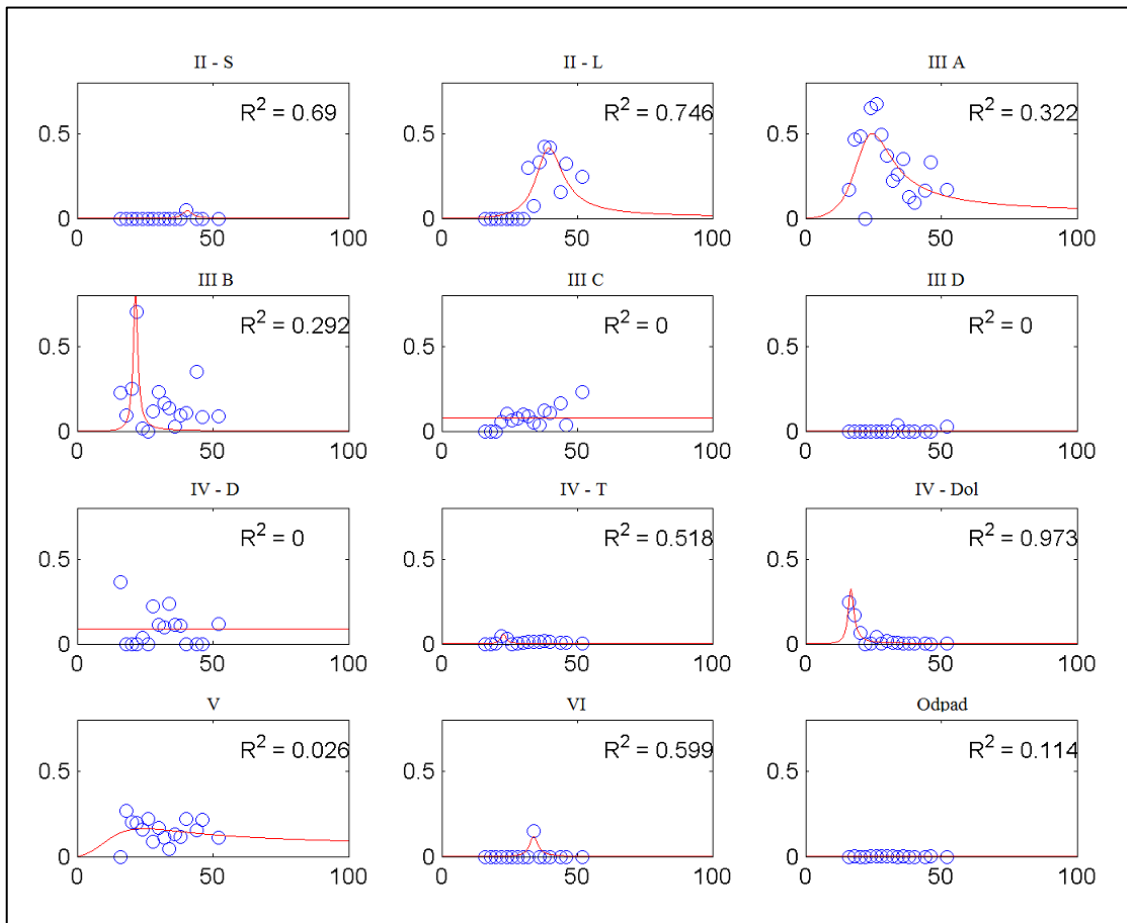 II - S
R² = 0.69
0.5
0
0 50 100
II - L
R² = 0.746
0.5
0
0 50 100
III A
R² = 0.322
0.5
0
0 50 100
III B
R² = 0.292
0.5
0
0 50 100
III C
R² = 0
0.5
0
0 50 100
III D
R² = 0
0.5
0
0 50 100
IV - D
R² = 0
0.5
0
0 50 100
IV - T
R² = 0.518
0.5
0
0 50 100
IV - Dol
R² = 0.973
0.5
0
0 50 100
V
R² = 0.026
0.5
0
0 50 100
VI
R² = 0.599
0.5
0
0 50 100
Odpad
R² = 0.114
0.5
0
0 50 100